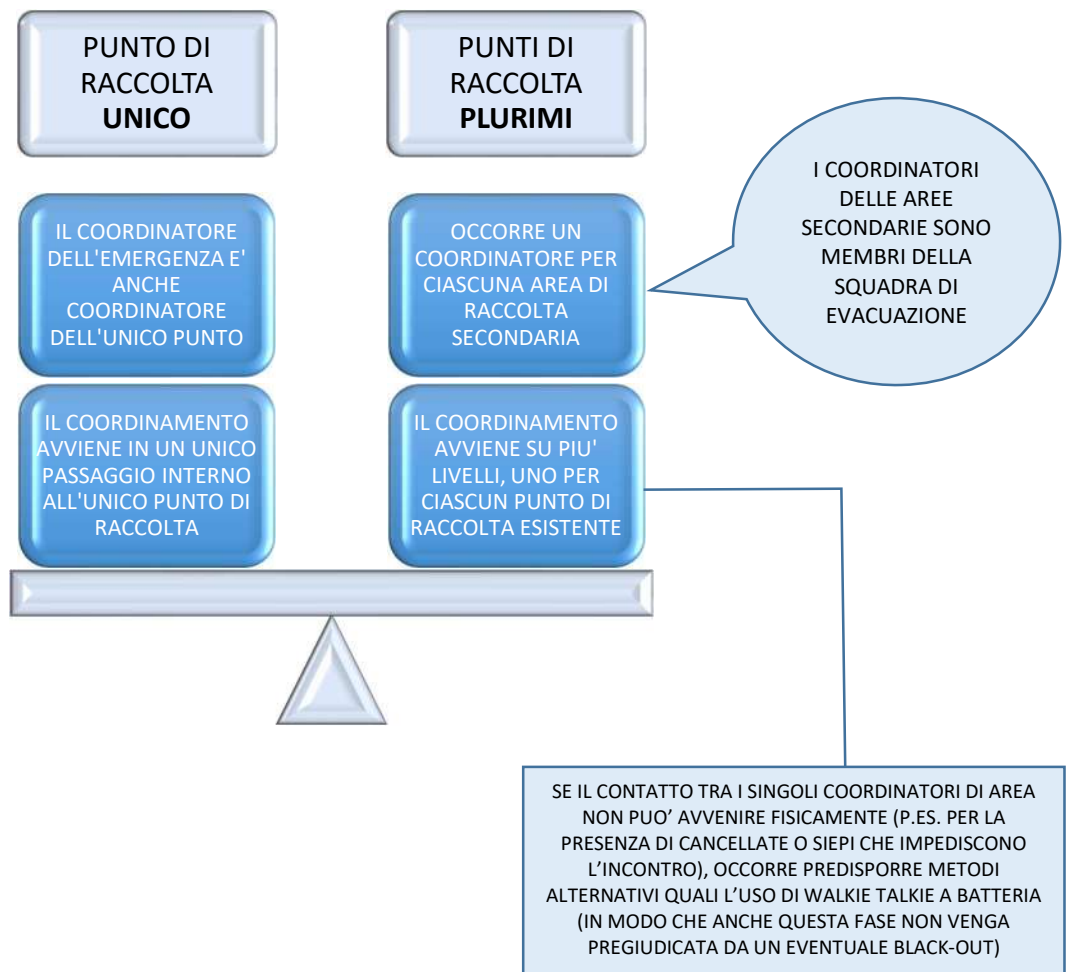 PUNTO DI
RACCOLTA
UNICO
PUNTI DI
RACCOLTA
PLURIMI
IL COORDINATORE
DELL'EMERGENZA E'
ANCHE
COORDINATORE
DELL'UNICO PUNTO
OCCORRE UN
COORDINATORE PER
CIASCUNA AREA DI
RACCOLTA
SECONDARIA
I COORDINATORI
DELLE AREE
SECONDARIE SONO
MEMBRI DELLA
SQUADRA DI
EVACUAZIONE
IL COORDINAMENTO
AVVIENE IN UN UNICO
PASSAGGIO INTERNO
ALL'UNICO PUNTO DI
RACCOLTA
IL COORDINAMENTO
AVVIENE SU PIU'
LIVELLI, UNO PER
CIASCUN PUNTO DI
RACCOLTA ESISTENTE
SE IL CONTATTO TRA I SINGOLI COORDINATORI DI AREA
NON PUO’ AVVENIRE FISICAMENTE (P.ES. PER LA
PRESENZA DI CANCELLATE O SIEPI CHE IMPEDISCONO
L’INCONTRO), OCCORRE PREDISPORRE METODI
ALTERNATIVI QUALI L’USO DI WALKIE TALKIE A BATTERIA
(IN MODO CHE ANCHE QUESTA FASE NON VENGA
PREGIUDICATA DA UN EVENTUALE BLACK-OUT)